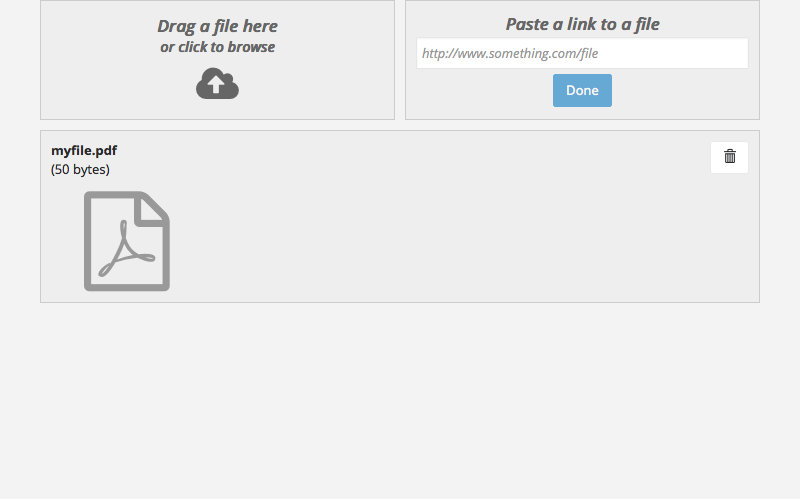 Drag a file here
or click to browse
Paste a link to a file
http://www.something.com/file
Done
myfile.pdf
(50 bytes)